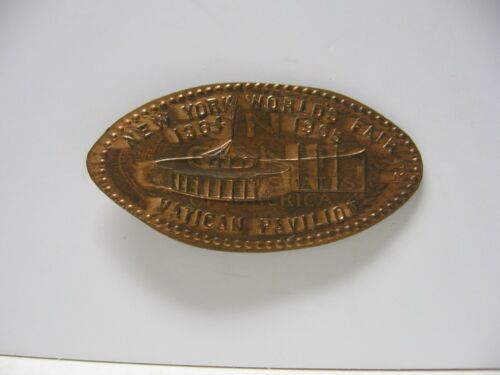 NEW YORK WORLD'S FAIR
1964 1965
VATICAN PAVILION